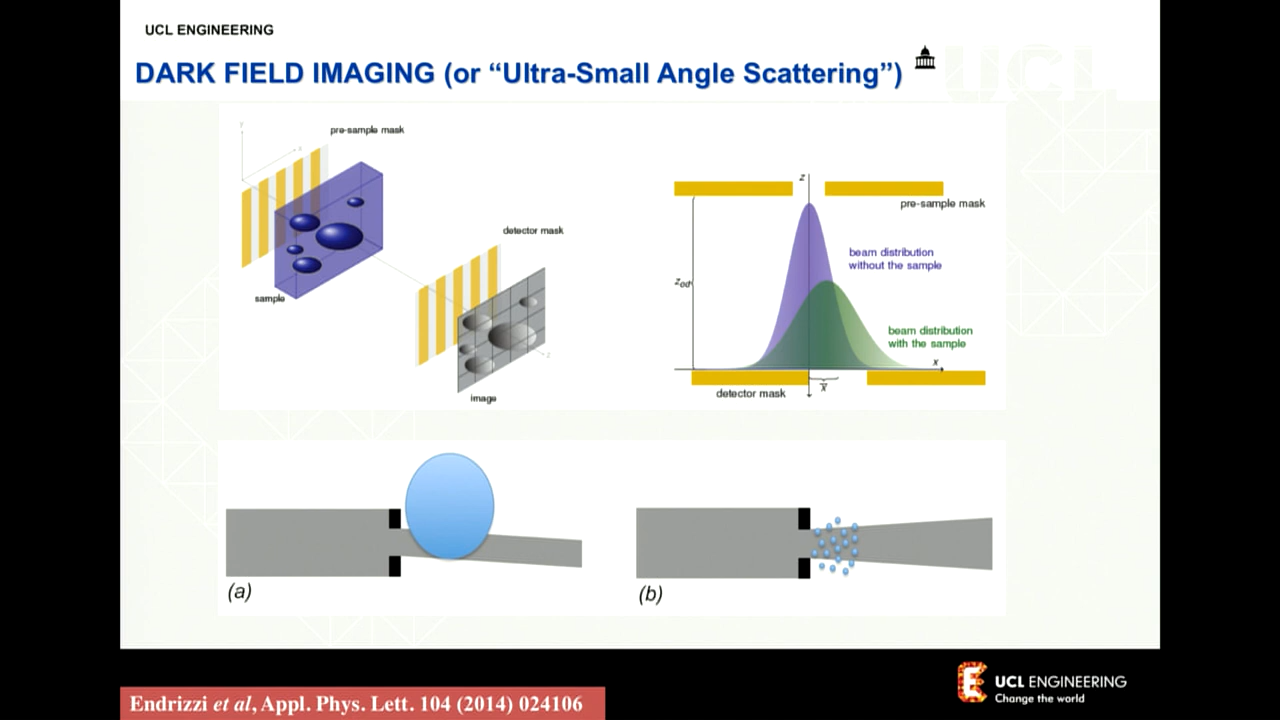 UCL ENGINEERING
DARK FIELD IMAGING (or “Ultra-Small Angle Scattering”)
UCL
y
x
pre-sample mask
sample
detector mask
z
image
z
pre-sample mask
beam distribution
without the sample
zod
beam distribution
with the sample
x
detector mask
x̅
(a)
(b)
Endrizzi et al, Appl. Phys. Lett. 104 (2014) 024106
UCL ENGINEERING
Change the world